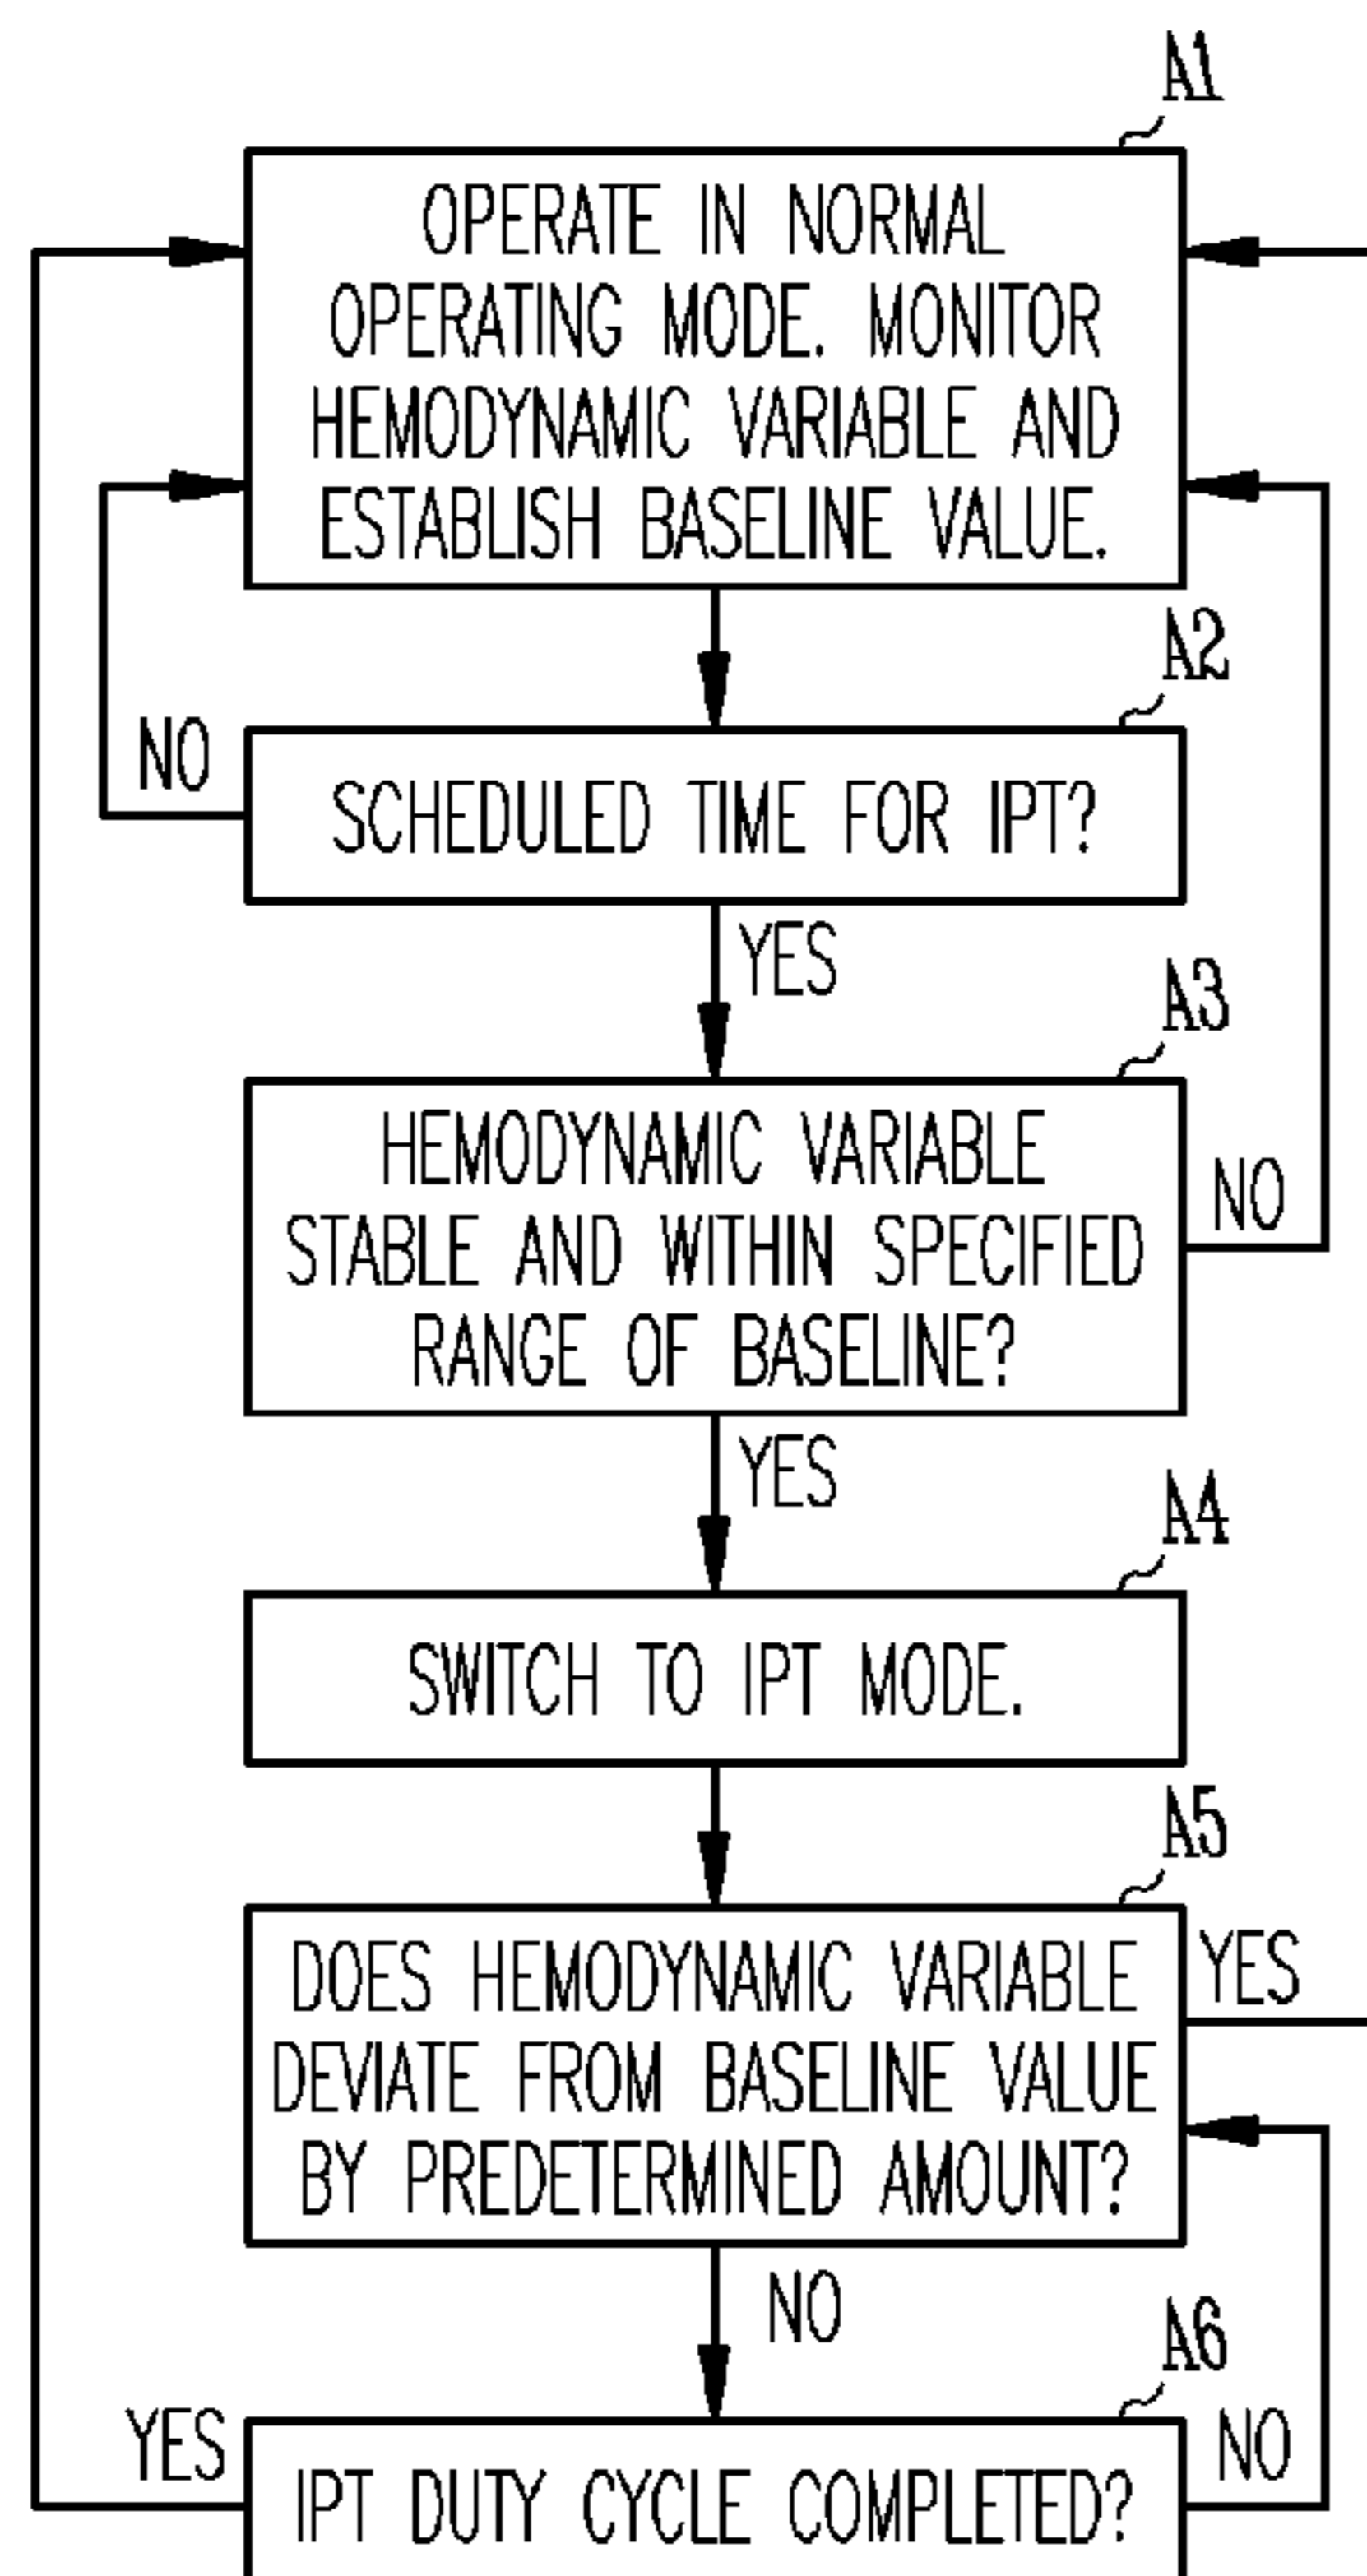 A1
OPERATE IN NORMAL
OPERATING MODE. MONITOR
HEMODYNAMIC VARIABLE AND
ESTABLISH BASELINE VALUE.
A2
NO
SCHEDULED TIME FOR IPT?
YES
A3
HEMODYNAMIC VARIABLE
STABLE AND WITHIN SPECIFIED
RANGE OF BASELINE?
NO
YES
A4
SWITCH TO IPT MODE.
A5
DOES HEMODYNAMIC VARIABLE
DEVIATE FROM BASELINE VALUE
BY PREDETERMINED AMOUNT?
YES
NO
A6
YES
IPT DUTY CYCLE COMPLETED?
NO